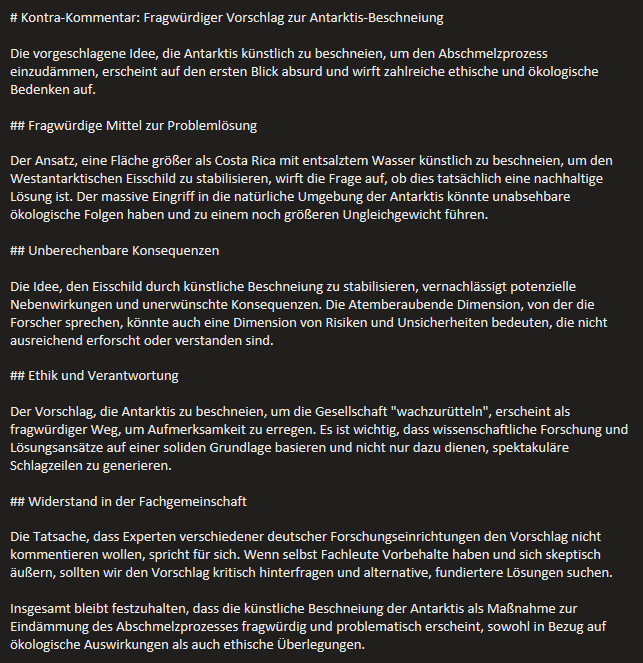 # Kontra-Kommentar: Fragwürdiger Vorschlag zur Antarktis-Beschneiung
Die vorgeschlagene Idee, die Antarktis künstlich zu beschneien, um den Abschmelzprozess
einzudämmen, erscheint auf den ersten Blick absurd und wirft zahlreiche ethische und ökologische
Bedenken auf.
## Fragwürdige Mittel zur Problemlösung
Der Ansatz, eine Fläche größer als Costa Rica mit entsalztem Wasser künstlich zu beschneien, um den
Westantarktischen Eisschild zu stabilisieren, wirft die Frage auf, ob dies tatsächlich eine nachhaltige
Lösung ist. Der massive Eingriff in die natürliche Umgebung der Antarktis könnte unabsehbare
ökologische Folgen haben und zu einem noch größeren Ungleichgewicht führen.
## Unberechenbare Konsequenzen
Die Idee, den Eisschild durch künstliche Beschneiung zu stabilisieren, vernachlässigt potenzielle
Nebenwirkungen und unerwünschte Konsequenzen. Die Atemberaubende Dimension, von der die
Forscher sprechen, könnte auch eine Dimension von Risiken und Unsicherheiten bedeuten, die nicht
ausreichend erforscht oder verstanden sind.
## Ethik und Verantwortung
Der Vorschlag, die Antarktis zu beschneien, um die Gesellschaft "wachzurütteln", erscheint als
fragwürdiger Weg, um Aufmerksamkeit zu erregen. Es ist wichtig, dass wissenschaftliche Forschung und
Lösungsansätze auf einer soliden Grundlage basieren und nicht nur dazu dienen, spektakuläre
Schlagzeilen zu generieren.
## Widerstand in der Fachgemeinschaft
Die Tatsache, dass Experten verschiedener deutscher Forschungseinrichtungen den Vorschlag nicht
kommentieren wollen, spricht für sich. Wenn selbst Fachleute Vorbehalte haben und sich skeptisch
äußern, sollten wir den Vorschlag kritisch hinterfragen und alternative, fundiertere Lösungen suchen.
Insgesamt bleibt festzuhalten, dass die künstliche Beschneiung der Antarktis als Maßnahme zur
Eindämmung des Abschmelzprozesses fragwürdig und problematisch erscheint, sowohl in Bezug auf
ökologische Auswirkungen als auch ethische Überlegungen.